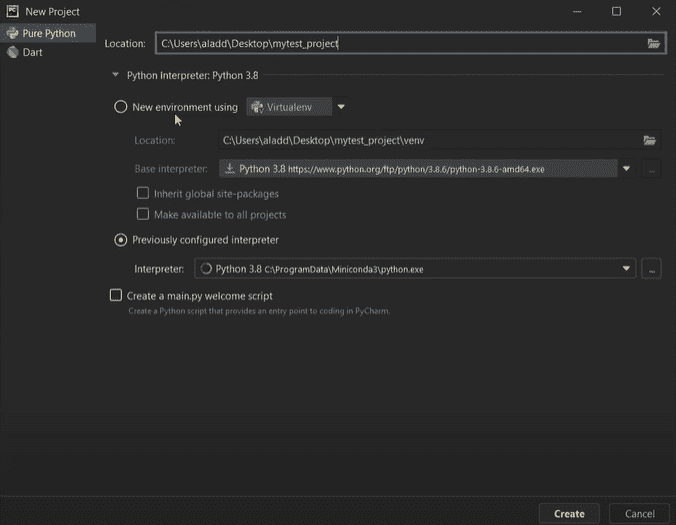 PC New Project
Pure Python
Dart
Location: C:\Users\aladd\Desktop\mytest_project
Python Interpreter: Python 3.8
New environment using Virtualenv
Location: C:\Users\aladd\Desktop\mytest_project\venv
Base interpreter: Python 3.8 https://www.python.org/ftp/python/3.8.6/python-3.8.6-amd64.exe ...
Inherit global site-packages
Make available to all projects
Previously configured interpreter
Interpreter: Python 3.8 C:\ProgramData\Miniconda3\python.exe ...
Create a main.py welcome script
Create a Python script that provides an entry point to coding in PyCharm.
Create Cancel